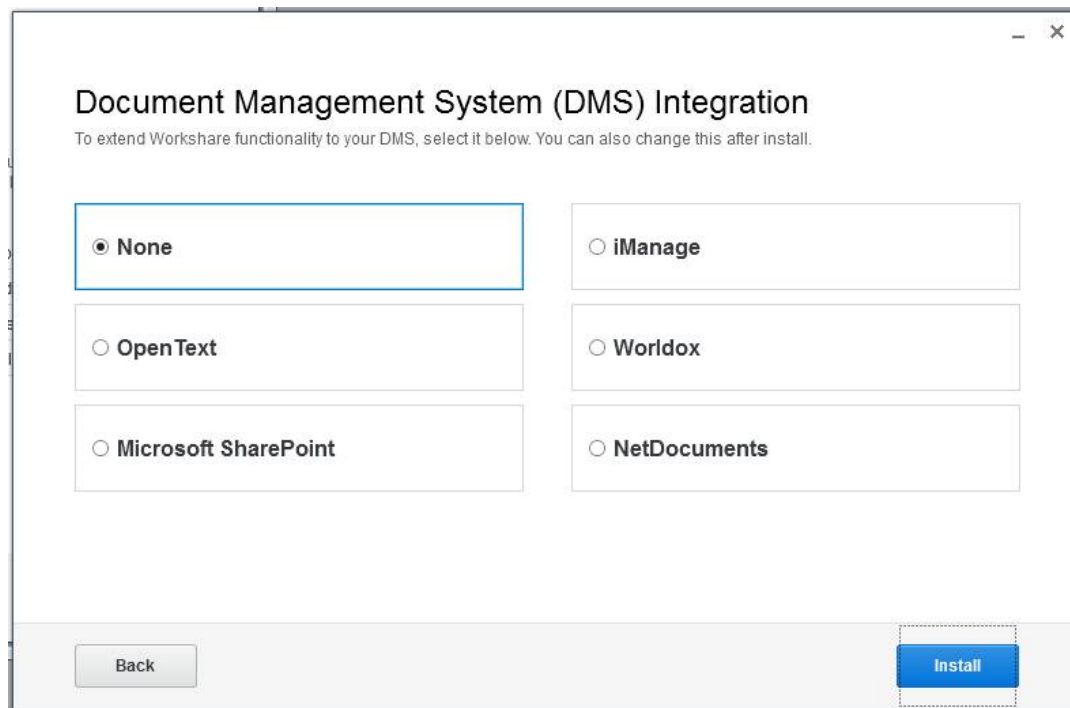 Document Management System (DMS) Integration
To extend Workshare functionality to your DMS, select it below. You can also change this after install.
None
iManage
OpenText
Worldox
Microsoft SharePoint
NetDocuments
Back
Install